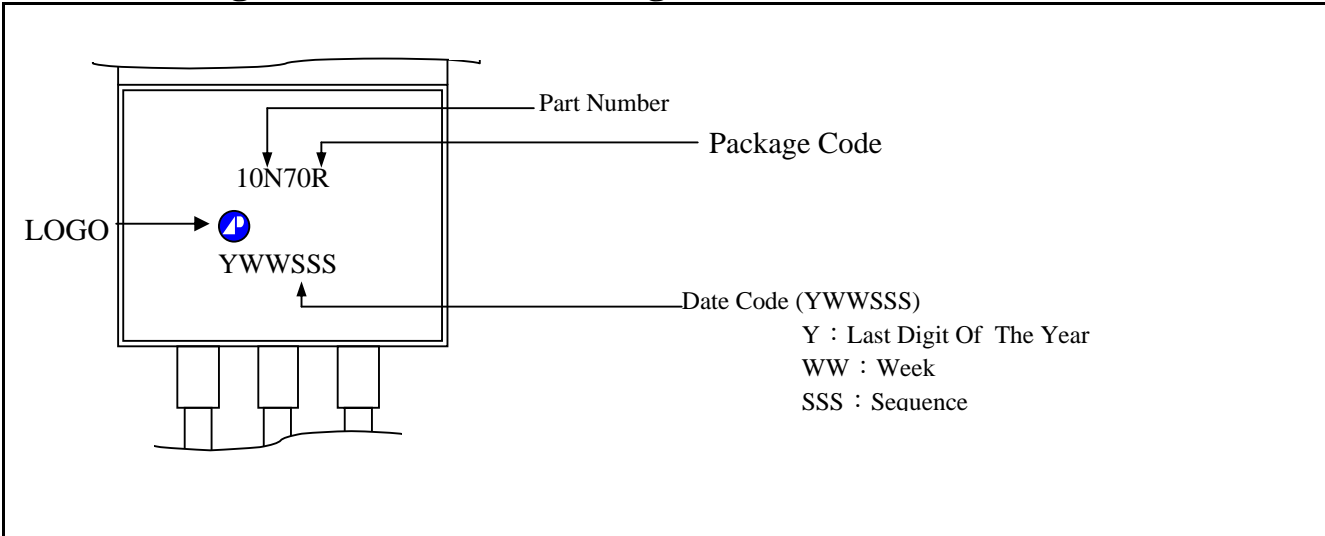 Part Number
Package Code
10N70R
LOGO
YWWSSS
Date Code (YWWSSS)
Y：Last Digit Of The Year
WW：Week
SSS：Sequence